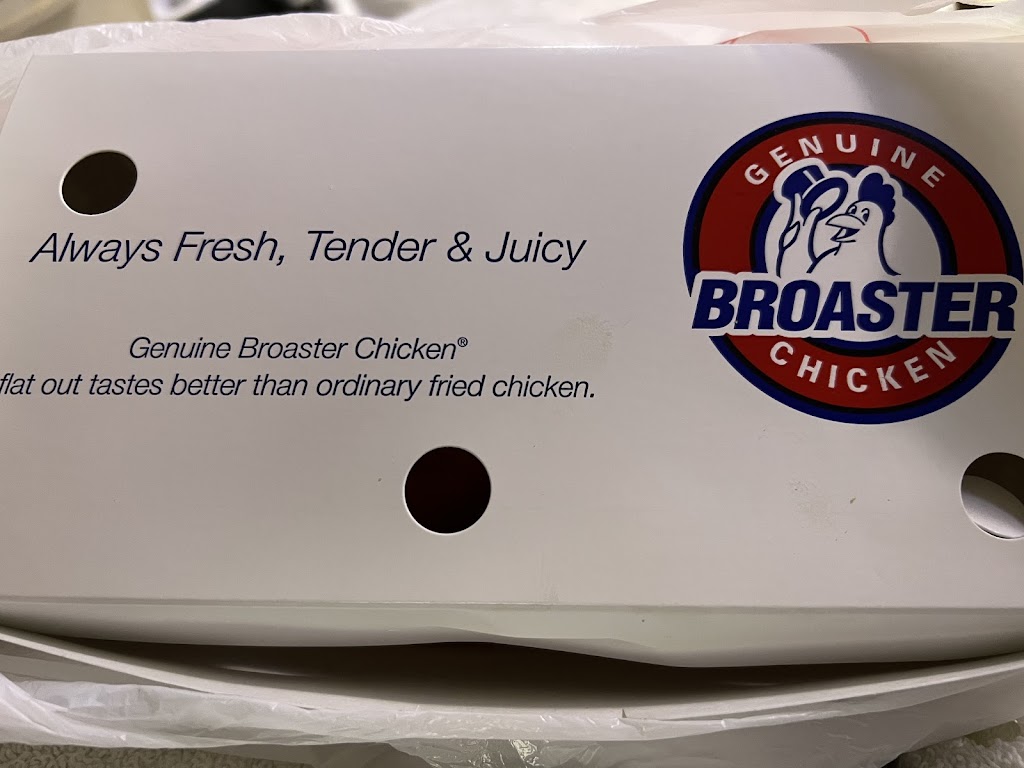 Always Fresh, Tender & Juicy
Genuine Broaster Chicken®
flat out tastes better than ordinary fried chicken.
GENUINE
BROASTER
CHICKEN